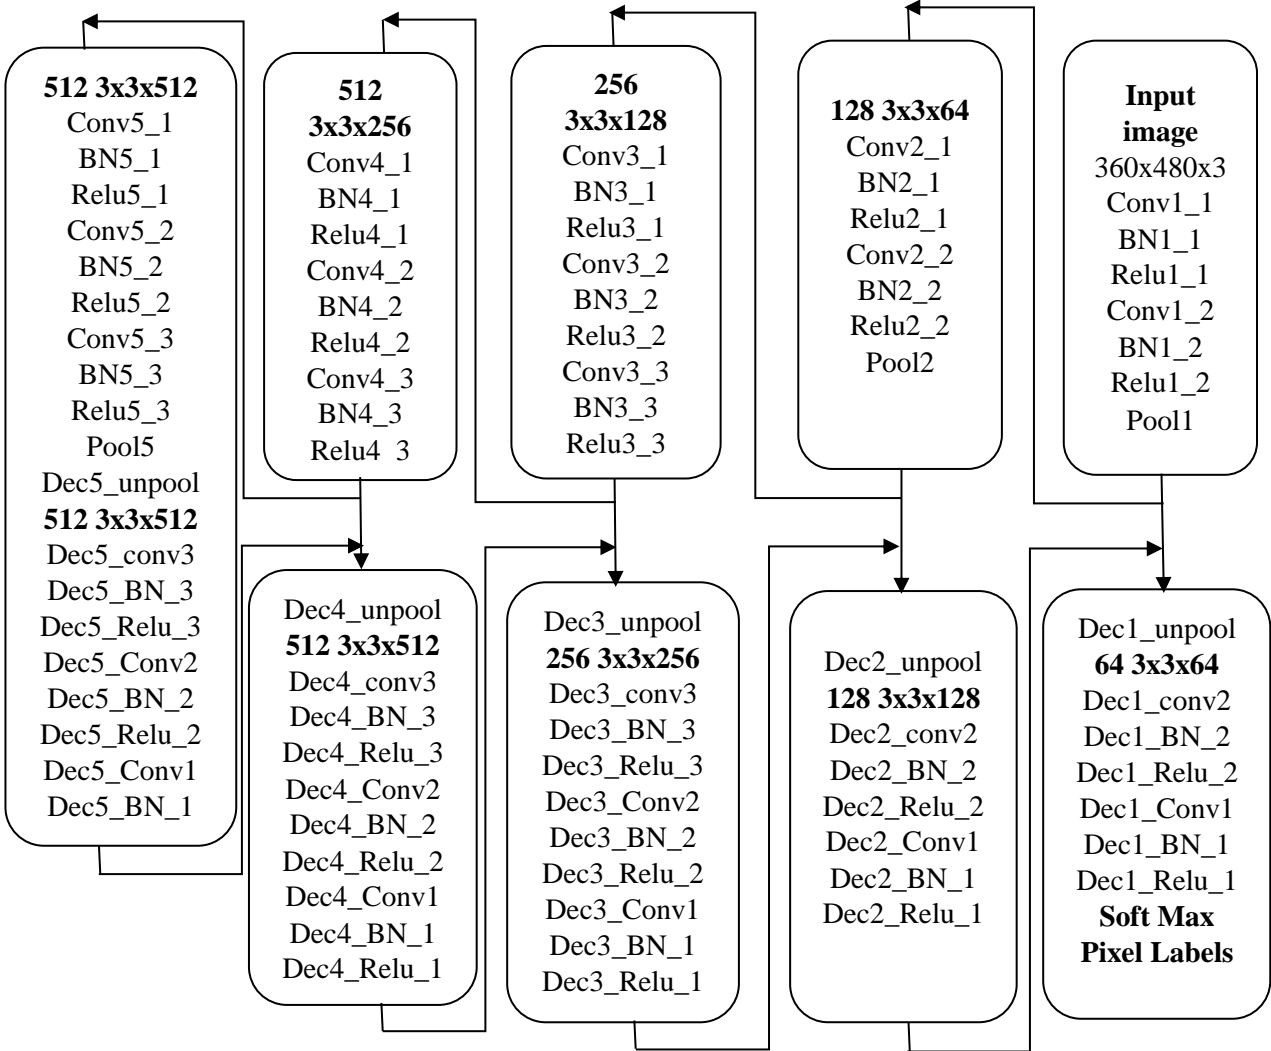 512 3x3x512
Conv5_1
BN5_1
Relu5_1
Conv5_2
BN5_2
Relu5_2
Conv5_3
BN5_3
Relu5_3
Pool5
Dec5_unpool
512 3x3x512
Dec5_conv3
Dec5_BN_3
Dec5_Relu_3
Dec5_Conv2
Dec5_BN_2
Dec5_Relu_2
Dec5_Conv1
Dec5_BN_1
512
3x3x256
Conv4_1
BN4_1
Relu4_1
Conv4_2
BN4_2
Relu4_2
Conv4_3
BN4_3
Relu4 3
256
3x3x128
Conv3_1
BN3_1
Relu3_1
Conv3_2
BN3_2
Relu3_2
Conv3_3
BN3_3
Relu3_3
128 3x3x64
Conv2_1
BN2_1
Relu2_1
Conv2_2
BN2_2
Relu2_2
Pool2
Input
image
360x480x3
Conv1_1
BN1_1
Relu1_1
Conv1_2
BN1_2
Relu1_2
Pool1
Dec4_unpool
512 3x3x512
Dec4_conv3
Dec4_BN_3
Dec4_Relu_3
Dec4_Conv2
Dec4_BN_2
Dec4_Relu_2
Dec4_Conv1
Dec4_BN_1
Dec4_Relu_1
Dec3_unpool
256 3x3x256
Dec3_conv3
Dec3_BN_3
Dec3_Relu_3
Dec3_Conv2
Dec3_BN_2
Dec3_Relu_2
Dec3_Conv1
Dec3_BN_1
Dec3_Relu_1
Dec2_unpool
128 3x3x128
Dec2_conv2
Dec2_BN_2
Dec2_Relu_2
Dec2_Conv1
Dec2_BN_1
Dec2_Relu_1
Dec1_unpool
64 3x3x64
Dec1_conv2
Dec1_BN_2
Dec1_Relu_2
Dec1_Conv1
Dec1_BN_1
Dec1_Relu_1
Soft Max
Pixel Labels